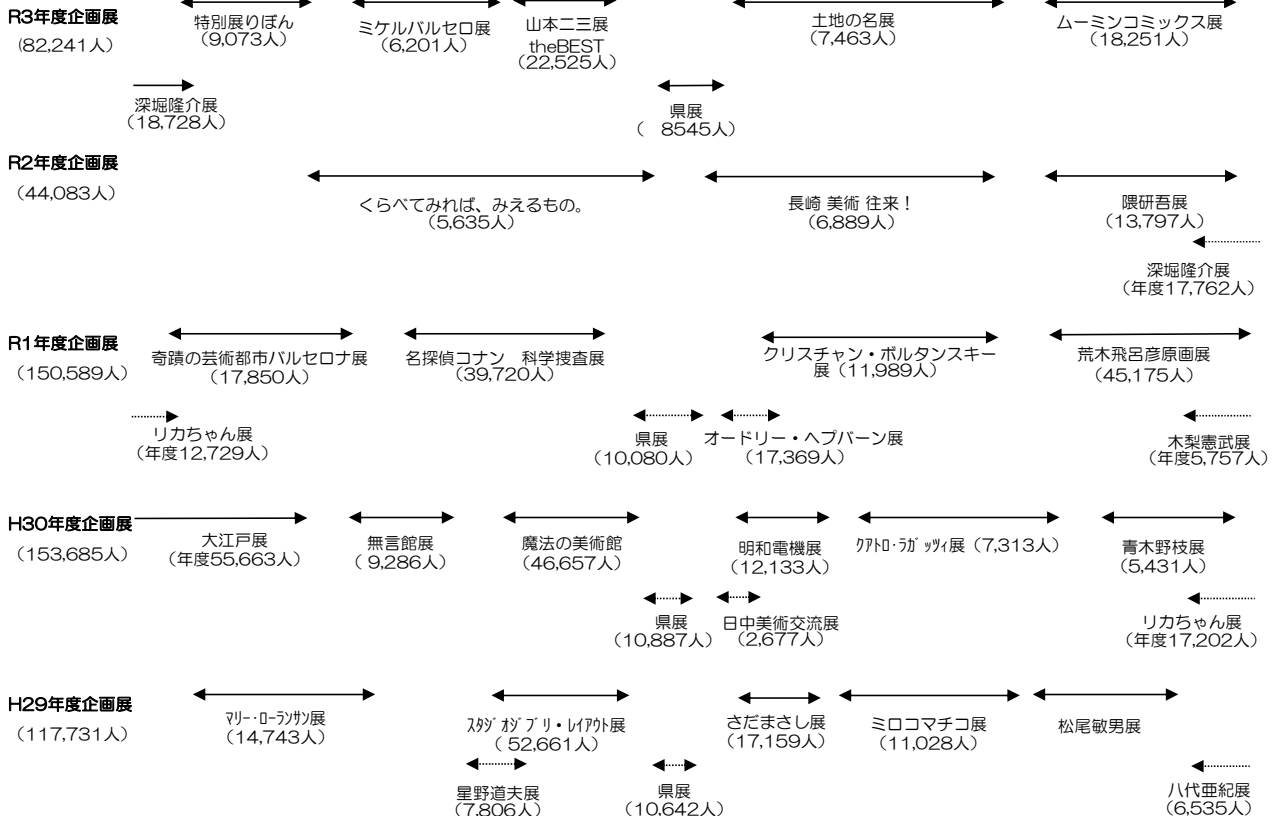 R3年度企画展
(82,241人)
特別展りぼん
(9,073人)
ミケルバルセロ展
(6,201人)
山本二三展
theBEST
(22,525人)
土地の名展
(7,463人)
ムーミンコミックス展
(18,251人)
深堀隆介展
(18,728人)
県展
( 8545人)
R2年度企画展
(44,083人)
くらべてみれば、みえるもの。
(5,635人)
長崎 美術 往来!
(6,889人)
隈研吾展
(13,797人)
深堀隆介展
(年度17,762人)
R1年度企画展
(150,589人)
奇蹟の芸術都市バルセロナ展
(17,850人)
名探偵コナン 科学捜査展
(39,720人)
クリスチャン・ボルタンスキー
展(11,989人)
荒木飛呂彦原画展
(45,175人)
リカちゃん展
(年度12,729人)
県展
(10,080人)
オードリー・ヘプバーン展
(17,369人)
木梨憲武展
(年度5,757人)
H30年度企画展
(153,685人)
大江戸展
(年度55,663人)
無言館展
( 9,286人)
魔法の美術館
(46,657人)
明和電機展
(12,133人)
クアトロ・ラガッツィ展(7,313人)
青木野枝展
(5,431人)
県展
(10,887人)
日中美術交流展
(2,677人)
リカちゃん展
(年度17,202人)
H29年度企画展
(117,731人)
マリー・ローランサン展
(14,743人)
スタジオジブリ・レイアウト展
( 52,661人)
さだまさし展
(17,159人)
ミロコマチコ展
(11,028人)
松尾敏男展
星野道夫展
(7,806人)
県展
(10,642人)
八代亜紀展
(6,535人)